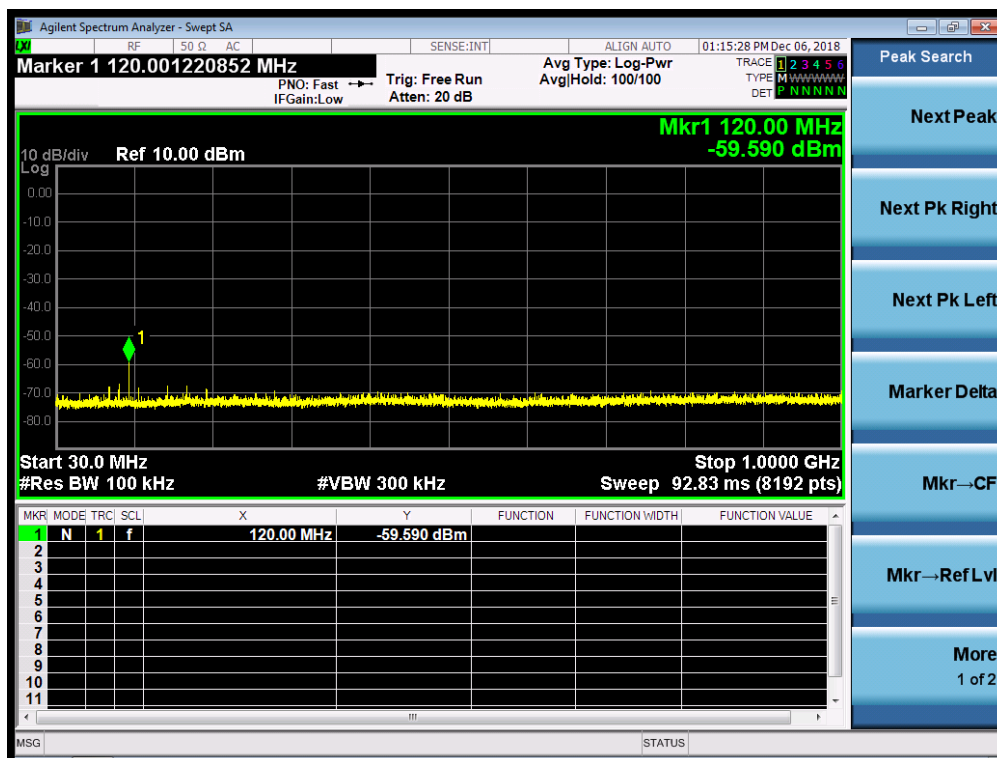 Agilent Spectrum Analyzer - Swept SA
LXI RF 50 Ω AC SENSE:INT ALIGN AUTO 01:15:28 PM Dec 06, 2018
Marker 1 120.001220852 MHz
PNO: Fast
IFGain:Low
Trig: Free Run
Atten: 20 dB
Avg Type: Log-Pwr
Avg|Hold: 100/100
TRACE 1 2 3 4 5 6
TYPE M WWWWW
DET P N N N N N
Mkr1 120.00 MHz
-59.590 dBm
10 dB/div Ref 10.00 dBm
Log
0.00
-10.0
-20.0
-30.0
-40.0
-50.0
-60.0
-70.0
-80.0
1
Start 30.0 MHz Stop 1.0000 GHz
#Res BW 100 kHz #VBW 300 kHz Sweep 92.83 ms (8192 pts)
MKR MODE TRC SCL X Y FUNCTION FUNCTION WIDTH FUNCTION VALUE
1 N 1 f 120.00 MHz -59.590 dBm
2
3
4
5
6
7
8
9
10
11
MSG STATUS
Peak Search
Next Peak
Next Pk Right
Next Pk Left
Marker Delta
Mkr→CF
Mkr→Ref Lvl
More
1 of 2